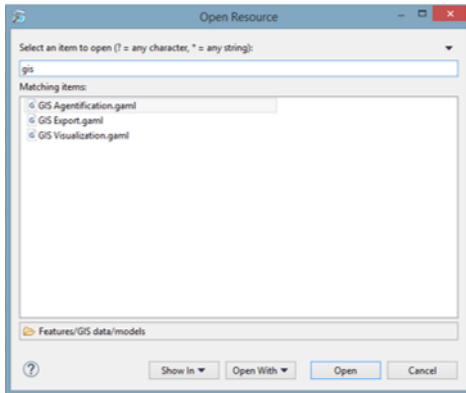 Open Resource
Select an item to open (? = any character, * = any string):
gis
Matching items:
GIS Agentification.gaml
GIS Export.gaml
GIS Visualization.gaml
Features/GIS data/models
Show In
Open With
Open
Cancel